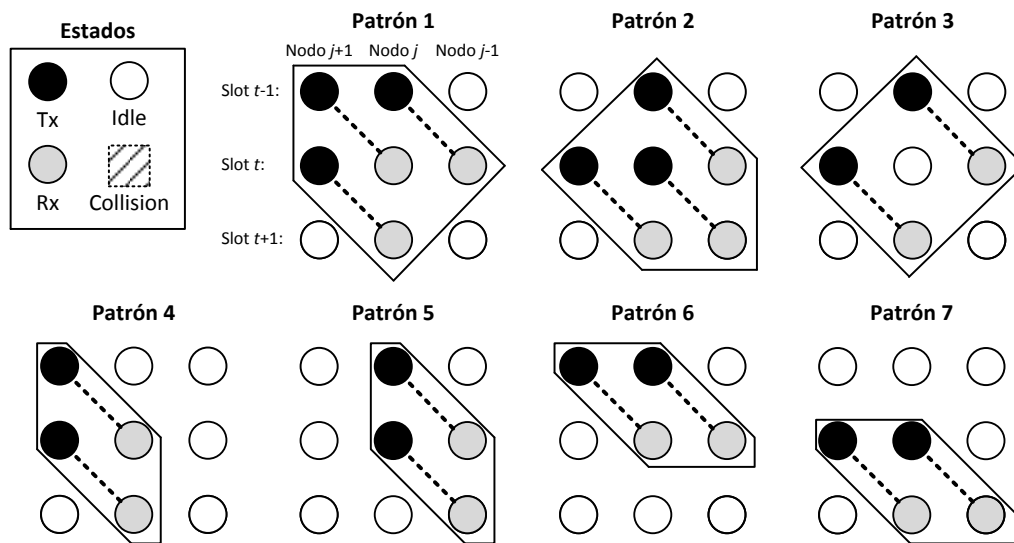 Estados
Tx
Idle
Rx
Collision
Patrón 1
Patrón 2
Patrón 3
Nodo j+1 Nodo j Nodo j-1
Slot t-1:
Slot t:
Slot t+1:
Patrón 4
Patrón 5
Patrón 6
Patrón 7